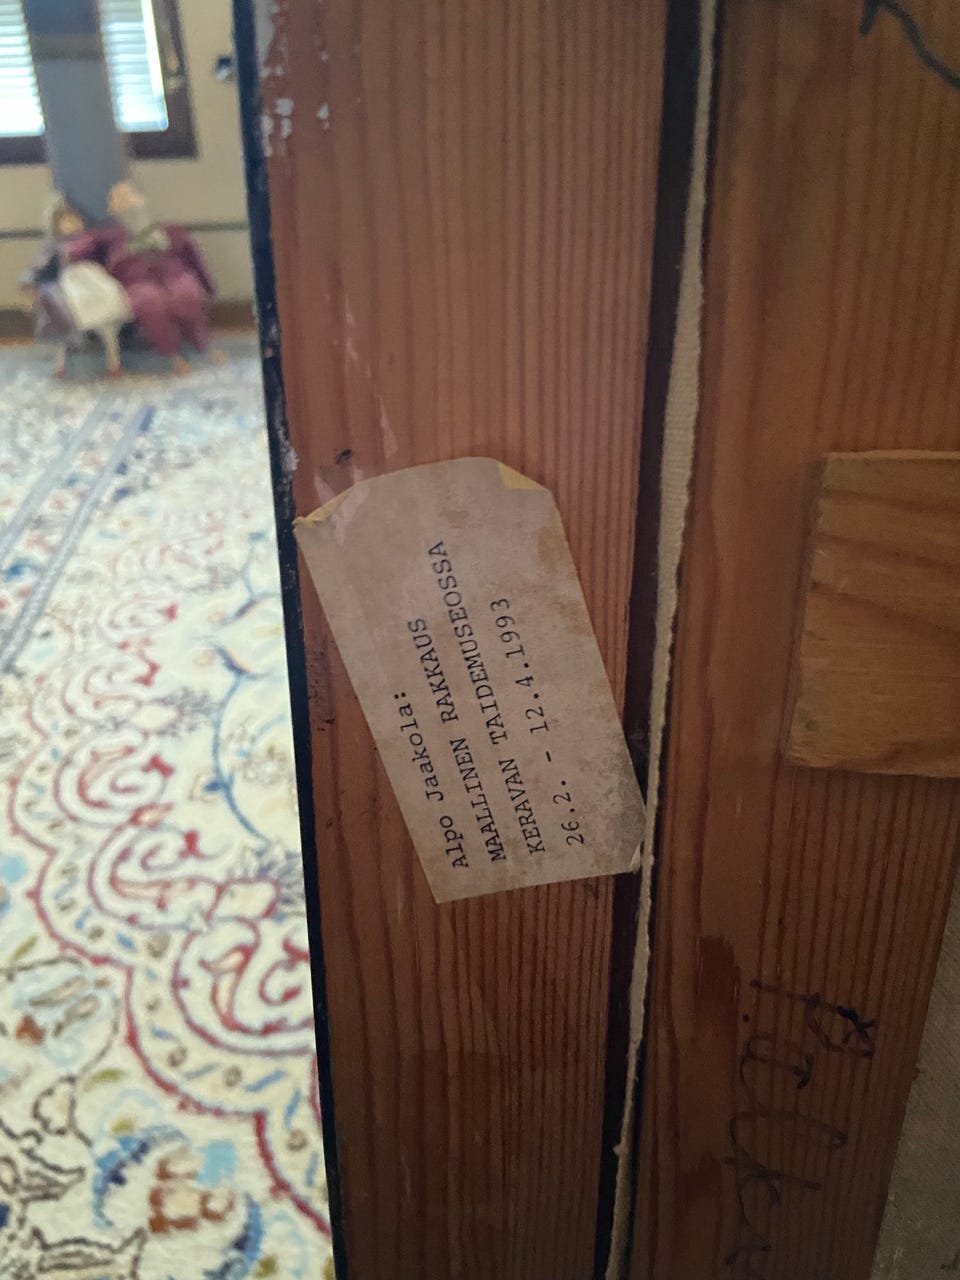 Alpo Jaakola:
MAALLINEN RAKKAUS
KERAVAN TAIDEMUSEOSSA
26.2. - 12.4.1993